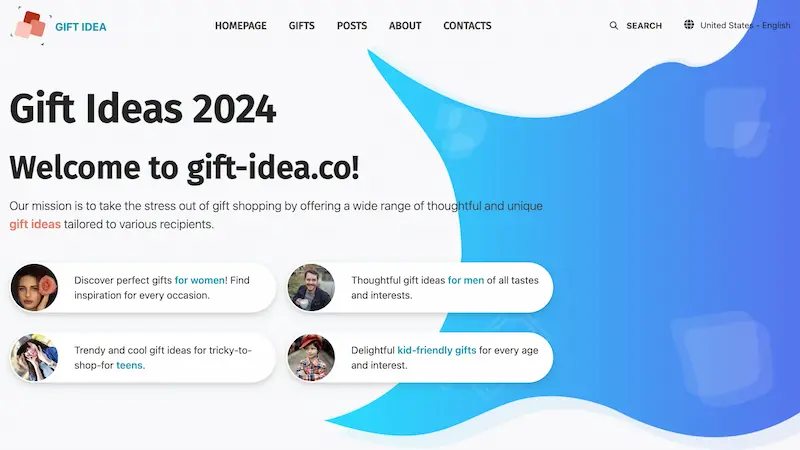 GIFT IDEA
HOMEPAGE GIFTS POSTS ABOUT CONTACTS
SEARCH
United States - English
Gift Ideas 2024
Welcome to gift-idea.co!
Our mission is to take the stress out of gift shopping by offering a wide range of thoughtful and unique
gift ideas tailored to various recipients.
Discover perfect gifts for women! Find
inspiration for every occasion.
Thoughtful gift ideas for men of all tastes
and interests.
Trendy and cool gift ideas for tricky-to-
shop-for teens.
Delightful kid-friendly gifts for every age
and interest.